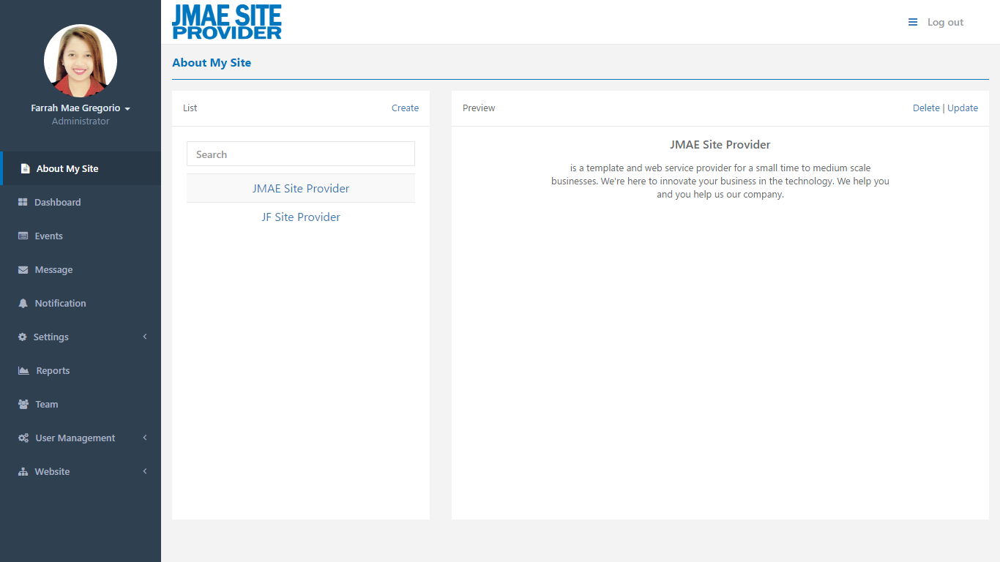 JMAE SITE
PROVIDER
Log out
Farrah Mae Gregorio
Administrator
About My Site
Dashboard
Events
Message
Notification
Settings
Reports
Team
User Management
Website
About My Site
List Create
Search
JMAE Site Provider
JF Site Provider
Preview Delete | Update
JMAE Site Provider
is a template and web service provider for a small time to medium scale
businesses. We're here to innovate your business in the technology. We help you
and you help us our company.